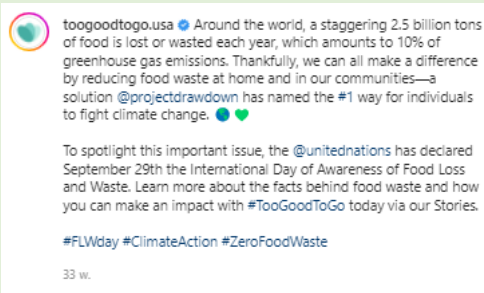 toogoodtogo.usa Around the world, a staggering 2.5 billion tons
of food is lost or wasted each year, which amounts to 10% of
greenhouse gas emissions. Thankfully, we can all make a difference
by reducing food waste at home and in our communities—a
solution @projectdrawdown has named the #1 way for individuals
to fight climate change. 🌎 💚
To spotlight this important issue, the @unitednations has declared
September 29th the International Day of Awareness of Food Loss
and Waste. Learn more about the facts behind food waste and how
you can make an impact with #TooGoodToGo today via our Stories.
#FLWday #ClimateAction #ZeroFoodWaste
33 w.